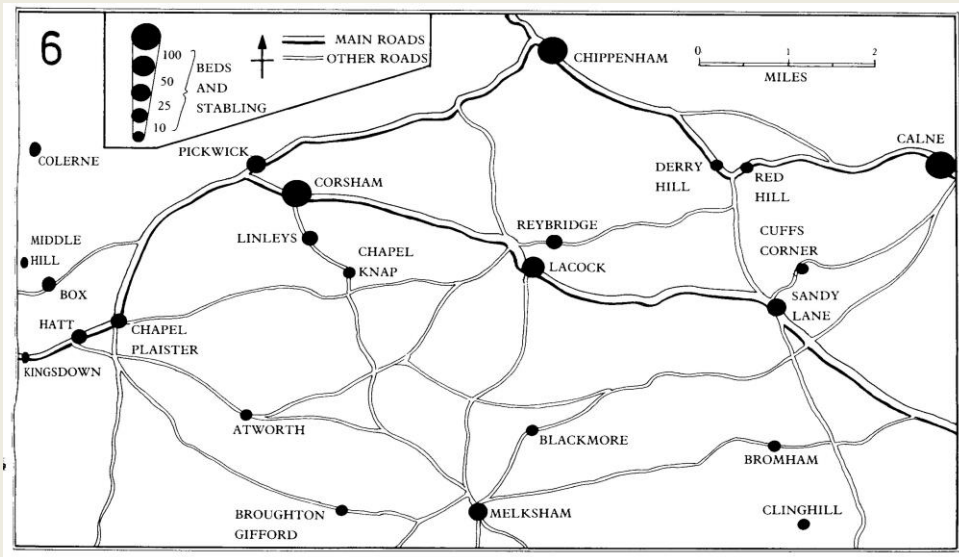 6
100
50
25
10
BEDS
AND
STABLING
MAIN ROADS
OTHER ROADS
CHIPPENHAM
0 1 2
MILES
COLERNE
PICKWICK
CORSHAM
DERRY
HILL
RED
HILL
CALNE
MIDDLE
HILL
BOX
LINLEYS
CHAPEL
KNAP
REYBRIDGE
LACOCK
CUFFS
CORNER
SANDY
LANE
HATT
CHAPEL
PLAISTER
KINGSDOWN
ATWORTH
BLACKMORE
BROMHAM
BROUGHTON
GIFFORD
MELKSHAM
CLINGHILL